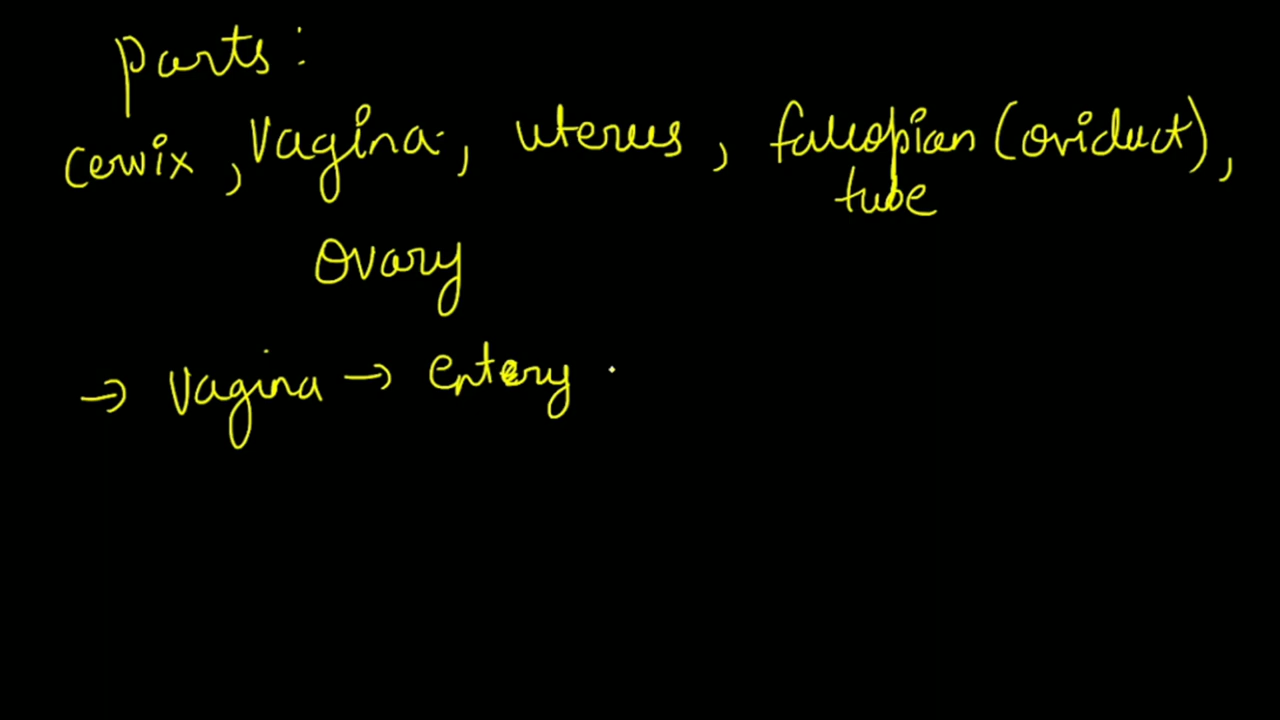 Parts:
cervix, vagina, uterus, fallopian (oviduct),
tube
Ovary
→ vagina → entery